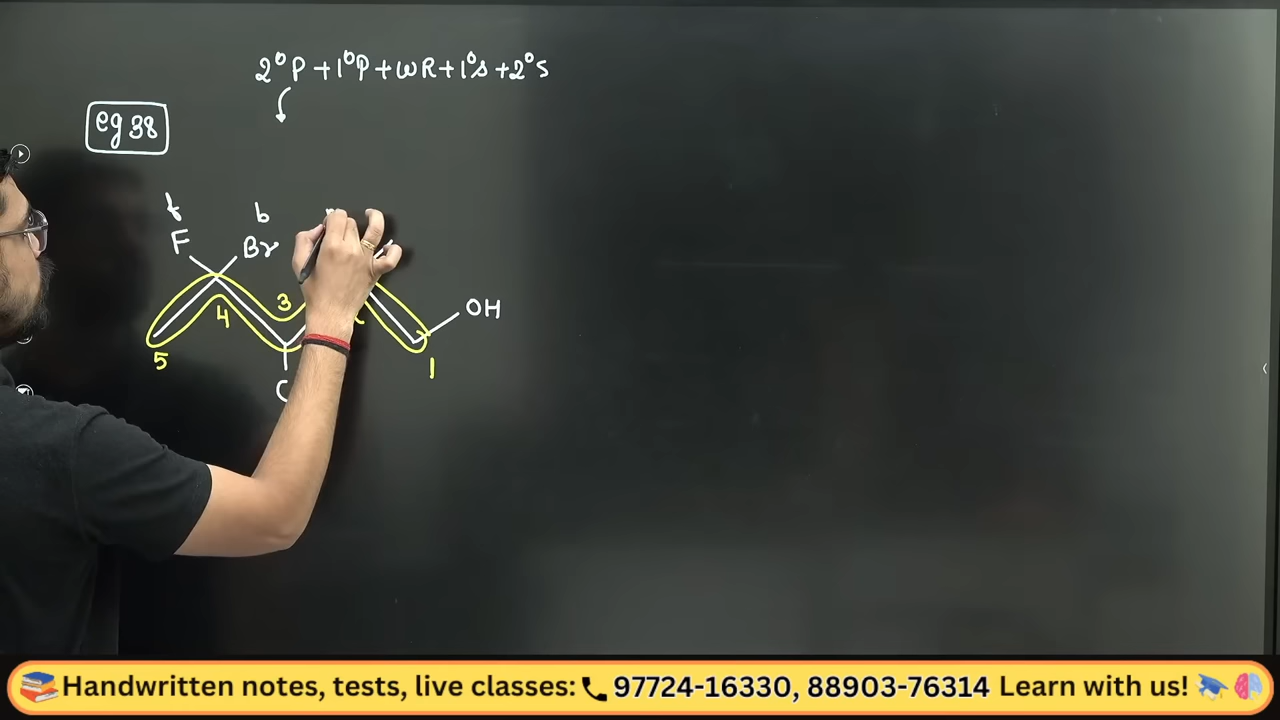 2°P + 1°P + WR + 1°S + 2°S
eg 38
f b
F Br
3
4
OH
5 1
C
Handwritten notes, tests, live classes: 97724-16330, 88903-76314 Learn with us!